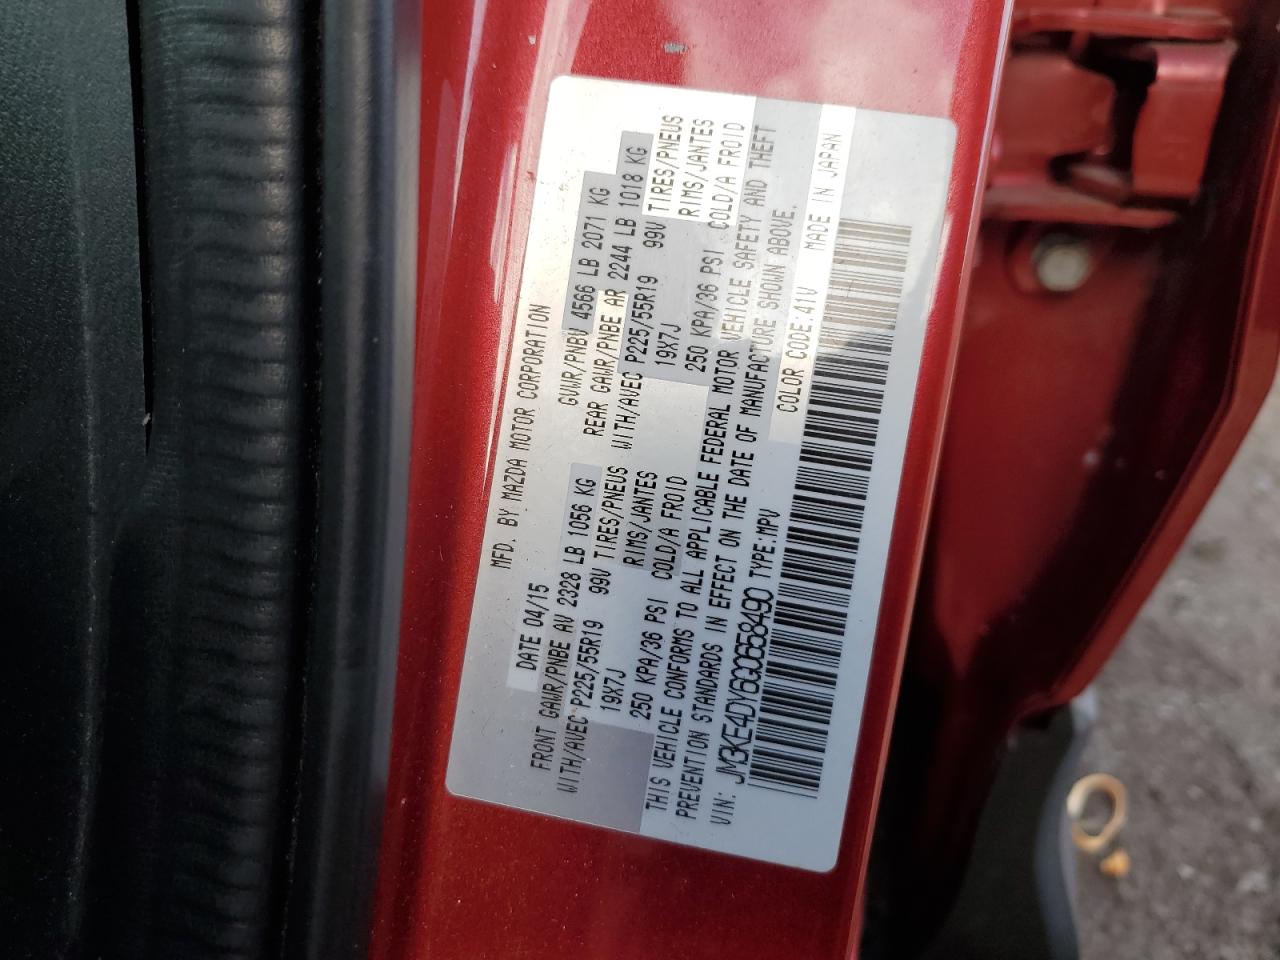 MFD. BY MAZDA MOTOR CORPORATION
DATE 04/15 GVWR/PNBV 4566 LB 2071 KG
FRONT GAWR/PNBE AV 2328 LB 1056 KG REAR GAWR/PNBE AR 2244 LB 1018 KG
WITH/AVEC P225/55R19 99V TIRES/PNEUS WITH/AVEC P225/55R19 99V TIRES/PNEUS
19X7J RIMS/JANTES 19X7J RIMS/JANTES
250 KPA/36 PSI COLD/A FROID 250 KPA/36 PSI COLD/A FROID
THIS VEHICLE CONFORMS TO ALL APPLICABLE FEDERAL MOTOR VEHICLE SAFETY AND THEFT
PREVENTION STANDARDS IN EFFECT ON THE DATE OF MANUFACTURE SHOWN ABOVE.
VIN: JM3KE4DY6G0658490 TYPE:MPV COLOR CODE:41V MADE IN JAPAN